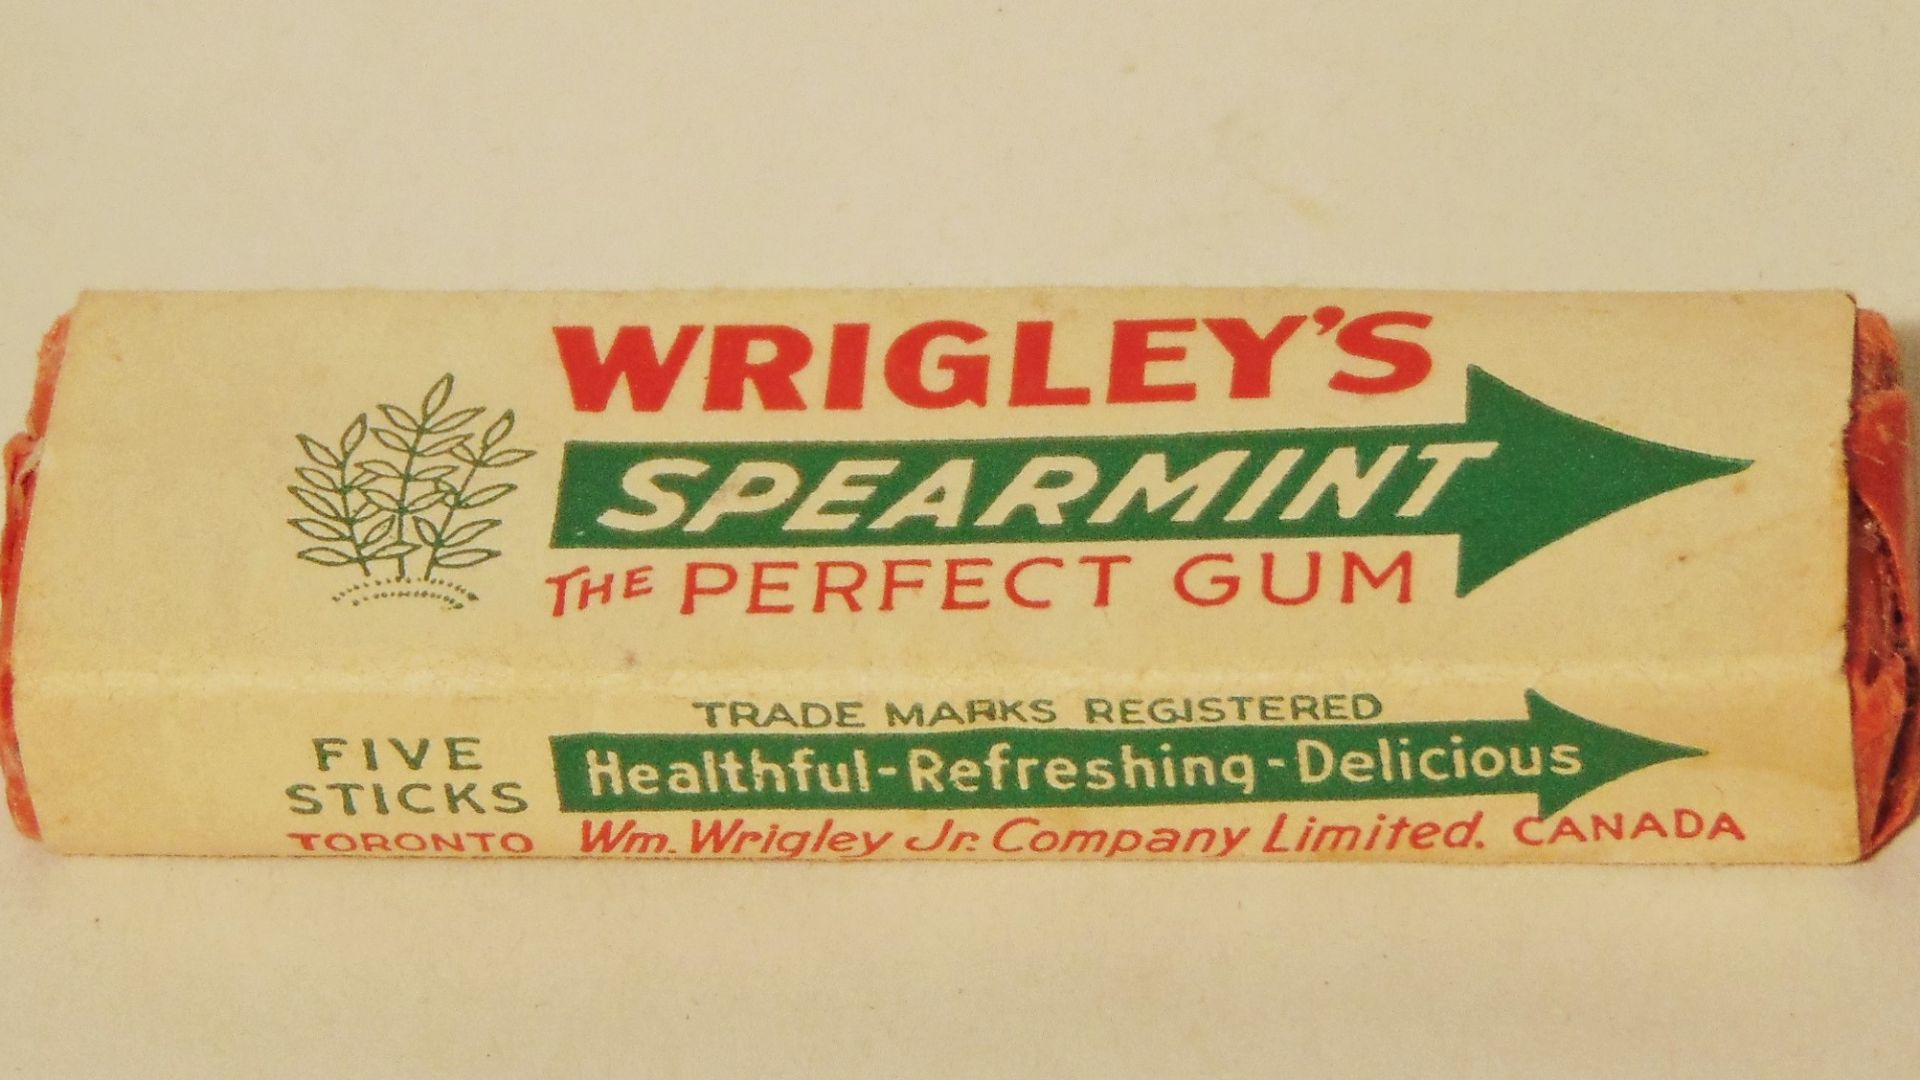 WRIGLEY'S
SPEARMINT
THE PERFECT GUM
TRADE MARKS REGISTERED
FIVE
STICKS
Healthful-Refreshing-Delicious
TORONTO Wm. Wrigley Jr. Company Limited. CANADA